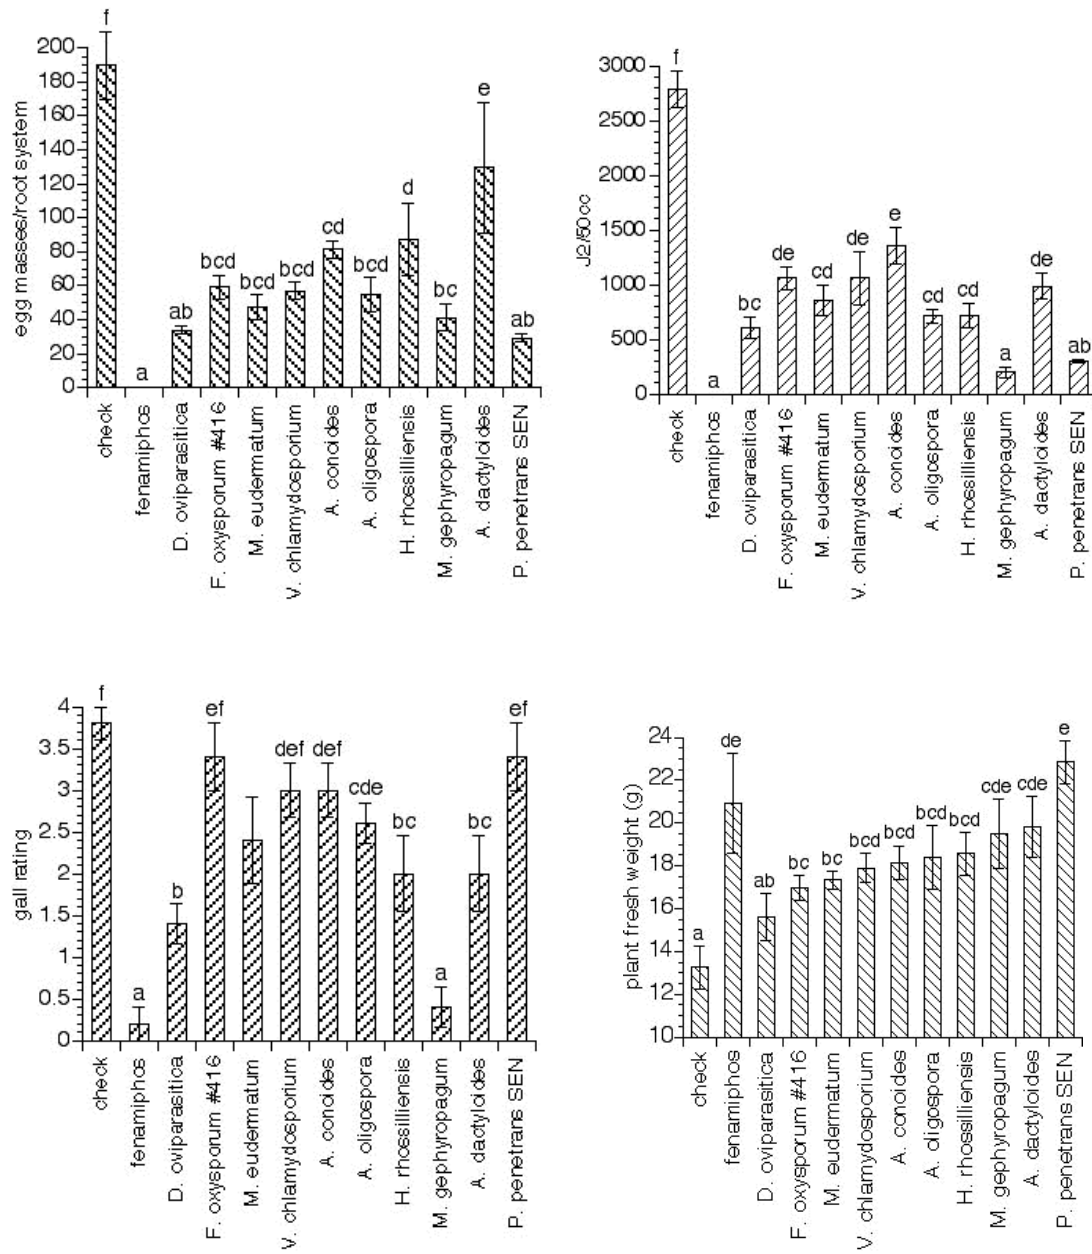 egg masses/root system
200
180
160
140
120
100
80
60
40
20
0
f
a
ab
bcd
bcd
bcd
cd
bcd
d
bc
e
ab
check
fenamiphos
D. oviparasitica
F. oxysporum #416
M. eudermatum
V. chlamydosporium
A. conoides
A. oligospora
H. rhossilliensis
M. gephyropagum
A. dactyloides
P. penetrans SEN
J2/50cc
3000
2500
2000
1500
1000
500
0
f
a
bc
de
cd
de
e
cd
cd
a
de
ab
check
fenamiphos
D. oviparasitica
F. oxysporum #416
M. eudermatum
V. chlamydosporium
A. conoides
A. oligospora
H. rhossilliensis
M. gephyropagum
A. dactyloides
P. penetrans SEN
gall rating
4
3.5
3
2.5
2
1.5
1
0.5
0
f
a
b
ef
def
def
cde
bc
a
bc
ef
check
fenamiphos
D. oviparasitica
F. oxysporum #416
M. eudermatum
V. chlamydosporium
A. conoides
A. oligospora
H. rhossilliensis
M. gephyropagum
A. dactyloides
P. penetrans SEN
plant fresh weight (g)
24
22
20
18
16
14
12
10
a
de
ab
bc
bc
bcd
bcd
bcd
bcd
cde
cde
e
check
fenamiphos
D. oviparasitica
F. oxysporum #416
M. eudermatum
V. chlamydosporium
A. conoides
A. oligospora
H. rhossiliensis
M. gephyropagum
A. dactyloides
P. penetrans SEN